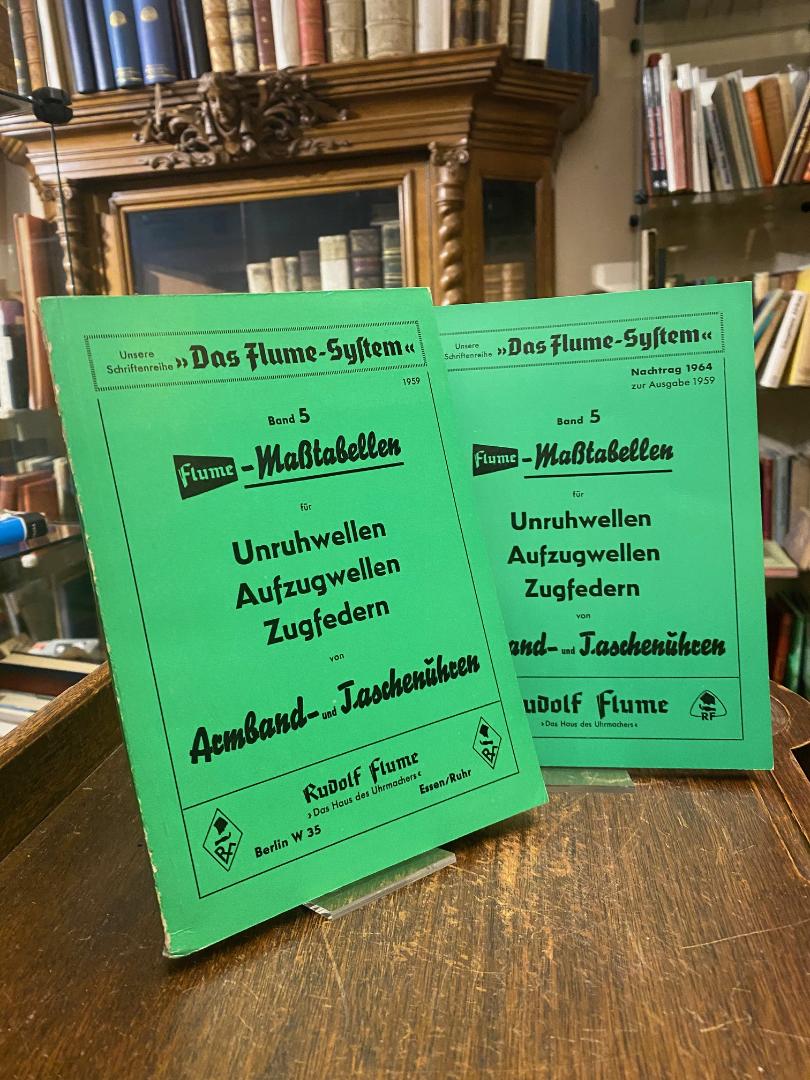 Unsere
Schriftenreihe »Das Flume-System«
1959
Band 5
Flume-Maßtabellen
für
Unruhwellen
Aufzugwellen
Zugfedern
von
Armband- und Taschenuhren
Rudolf Flume
›Das Haus des Uhrmachers‹
Berlin W 35
Essen/Ruhr
RF
RF
Unsere
Schriftenreihe »Das Flume-System«
Nachtrag 1964
zur Ausgabe 1959
Band 5
Flume-Maßtabellen
für
Unruhwellen
Aufzugwellen
Zugfedern
von
and- und Taschenuhren
udolf Flume
›Das Haus des Uhrmachers‹
RF